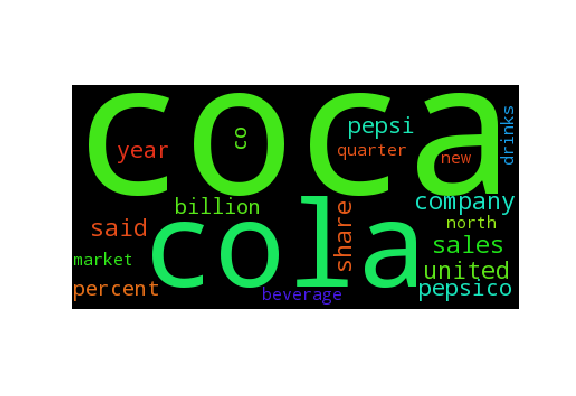 coca
co
year
pepsi
quarter
new
drinks
billion
company
said
cola
share
north
sales
market
united
percent
beverage
pepsico